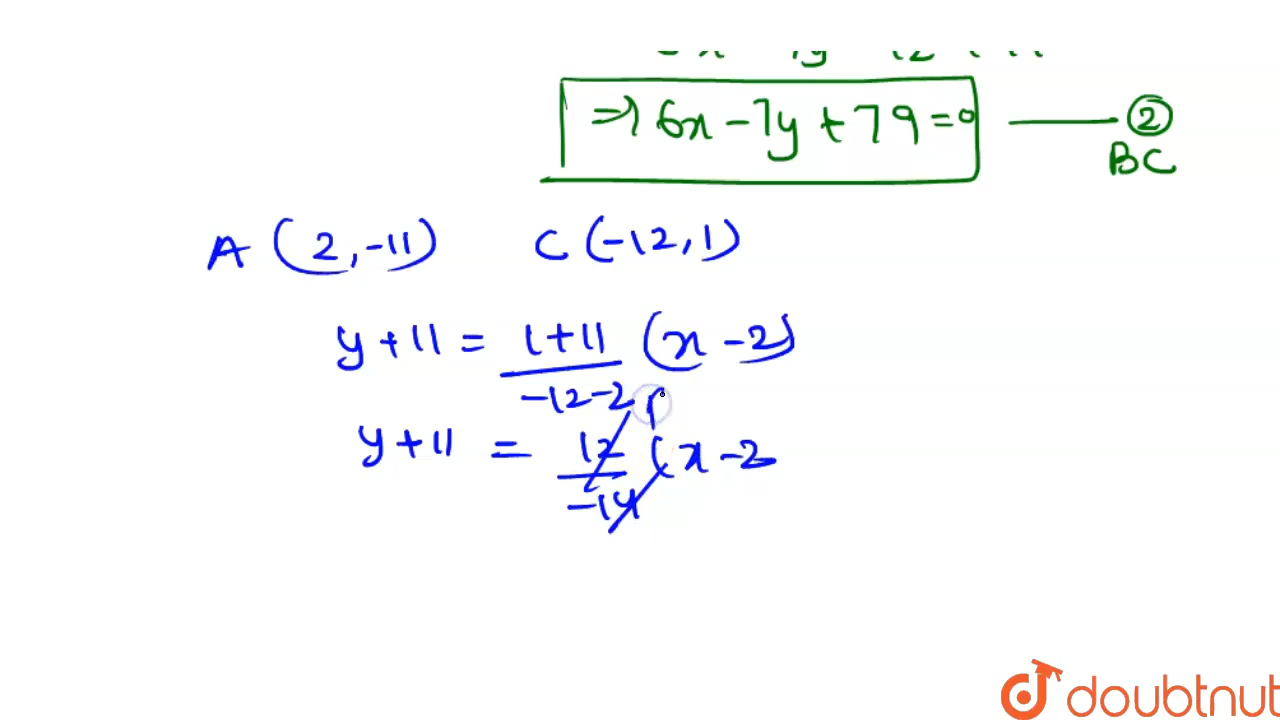 ⇒ 6x - 7y + 79 = 0 ——— ②
BC
A (2, -11) C (-12, 1)
y + 11 = 1 + 11 / -12 - 2 (x - 2)
y + 11 = 12 / -14 (x - 2
doubtnut